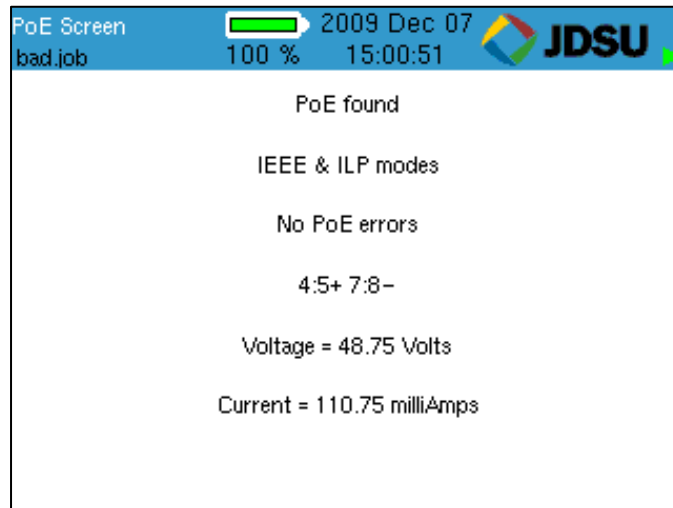 PoE Screen 2009 Dec 07 JDSU
bad.job 100 % 15:00:51
PoE found
IEEE & ILP modes
No PoE errors
4:5+ 7:8-
Voltage = 48.75 Volts
Current = 110.75 milliAmps